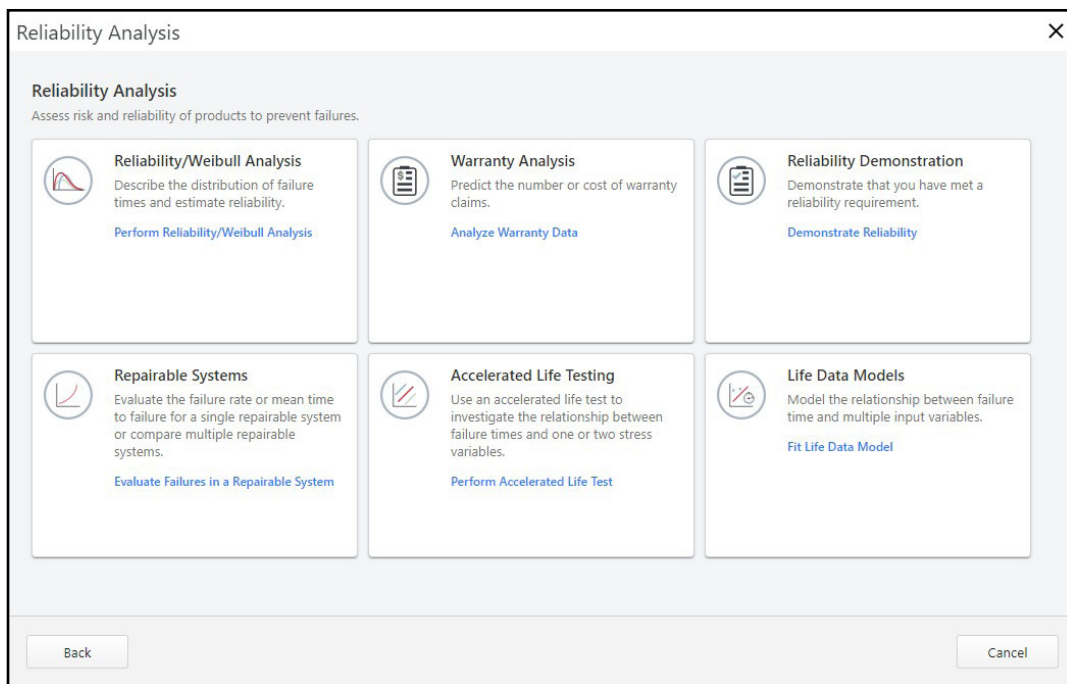 Reliability Analysis
Reliability Analysis
Assess risk and reliability of products to prevent failures.
Reliability/Weibull Analysis
Describe the distribution of failure
times and estimate reliability.
Perform Reliability/Weibull Analysis
Warranty Analysis
Predict the number or cost of warranty
claims.
Analyze Warranty Data
Reliability Demonstration
Demonstrate that you have met a
reliability requirement.
Demonstrate Reliability
Repairable Systems
Evaluate the failure rate or mean time
to failure for a single repairable system
or compare multiple repairable
systems.
Evaluate Failures in a Repairable System
Accelerated Life Testing
Use an accelerated life test to
investigate the relationship between
failure times and one or two stress
variables.
Perform Accelerated Life Test
Life Data Models
Model the relationship between failure
time and multiple input variables.
Fit Life Data Model
Back
Cancel